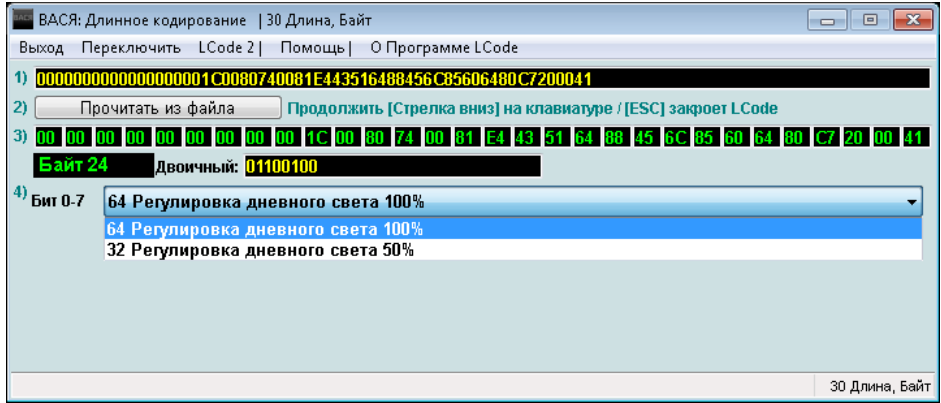 ВАСЯ: Длинное кодирование | 30 Длина, Байт
Выход Переключить LCode 2 | Помощь | О Программе LCode
1) 0000000000000000001C0080740081E443516488456C85606480C7200041
2) Прочитать из файла Продолжить [Стрелка вниз] на клавиатуре / [ESC] закроет LCode
3) 00 00 00 00 00 00 00 00 00 1C 00 80 74 00 81 E4 43 51 64 88 45 6C 85 60 64 80 C7 20 00 41
Байт 24 Двоичный: 01100100
4) Бит 0-7 64 Регулировка дневного света 100%
64 Регулировка дневного света 100%
32 Регулировка дневного света 50%
30 Длина, Байт